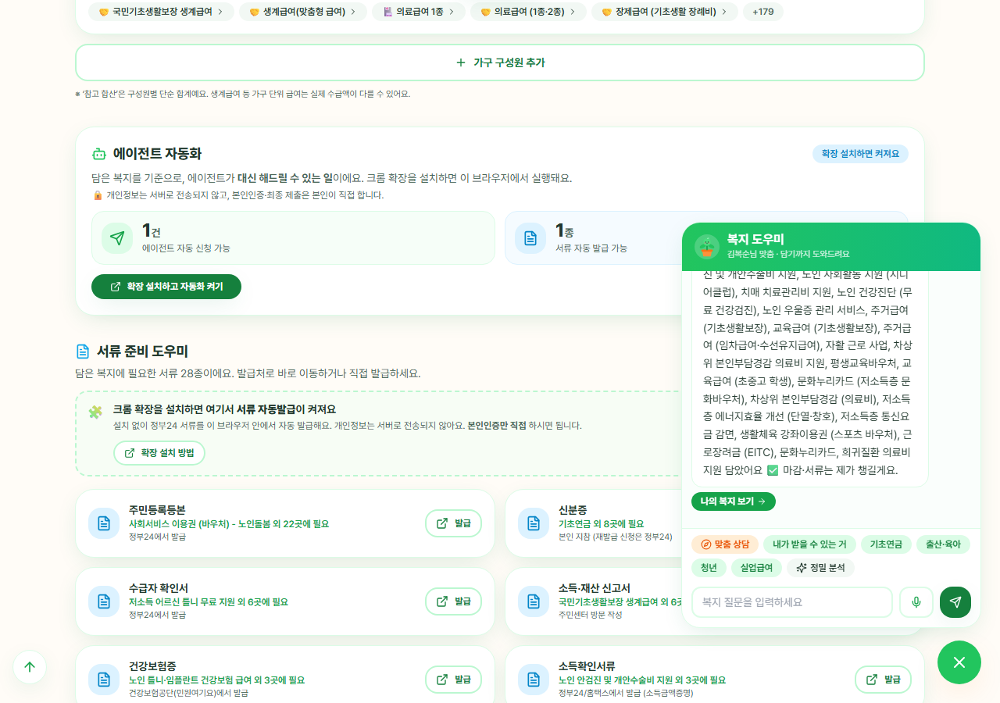 국민기초생활보장 생계급여
생계급여(맞춤형 급여)
의료급여 1종
의료급여 (1종·2종)
장제급여 (기초생활 장례비)
+179
가구 구성원 추가
※ '참고 합산'은 구성원별 단순 합계예요. 생계급여 등 가구 단위 급여는 실제 수급액이 다를 수 있어요.
에이전트 자동화
확장 설치하면 켜져요
담은 복지를 기준으로, 에이전트가 대신 해드릴 수 있는 일이에요. 크롬 확장을 설치하면 이 브라우저에서 실행돼요.
개인정보는 서버로 전송되지 않고, 본인인증·최종 제출은 본인이 직접 합니다.
1건
에이전트 자동 신청 가능
1종
서류 자동 발급 가능
확장 설치하고 자동화 켜기
서류 준비 도우미
담은 복지에 필요한 서류 28종이에요. 발급처로 바로 이동하거나 직접 발급하세요.
크롬 확장을 설치하면 여기서 서류 자동발급이 켜져요
설치 없이 정부24 서류를 이 브라우저 안에서 자동 발급해요. 개인정보는 서버로 전송되지 않아요. 본인인증만 직접 하시면 됩니다.
확장 설치 방법
주민등록등본
사회서비스 이용권 (바우처) - 노인돌봄 외 22곳에 필요
정부24에서 발급
발급
신분증
기초연금 외 8곳에 필요
본인 지참 (재발급 신청은 정부24)
수급자 확인서
저소득 어르신 틀니 무료 지원 외 6곳에 필요
정부24에서 발급
발급
소득·재산 신고서
국민기초생활보장 생계급여 외 6곳
주민센터 방문 작성
건강보험증
노인 틀니·임플란트 건강보험 급여 외 3곳에 필요
건강보험공단(민원여기요)에서 발급
발급
소득확인서류
노인 안검진 및 개안수술비 지원 외 3곳에 필요
정부24/홈택스에서 발급 (소득금액증명)
발급
복지 도우미
김복순님 맞춤 · 담기까지 도와드려요
진 및 개안수술비 지원, 노인 사회활동 지원 (시니
어클럽), 치매 치료관리비 지원, 노인 건강진단 (무
료 건강검진), 노인 우울증 관리 서비스, 주거급여
(기초생활보장), 교육급여 (기초생활보장), 주거급
여 (임차급여·수선유지급여), 자활 근로 사업, 차상
위 본인부담경감 의료비 지원, 평생교육바우처, 교
육급여 (초중고 학생), 문화누리카드 (저소득층 문
화바우처), 차상위 본인부담경감 (의료비), 저소득
층 에너지효율 개선 (단열·창호), 저소득층 통신요
금 감면, 생활체육 강좌이용권 (스포츠 바우처), 근
로장려금 (EITC), 문화누리카드, 희귀질환 의료비
지원 담았어요 ✅ 마감·서류는 제가 챙길게요.
나의 복지 보기 →
맞춤 상담
내가 받을 수 있는 거
기초연금
출산·육아
청년
실업급여
정밀 분석
복지 질문을 입력하세요